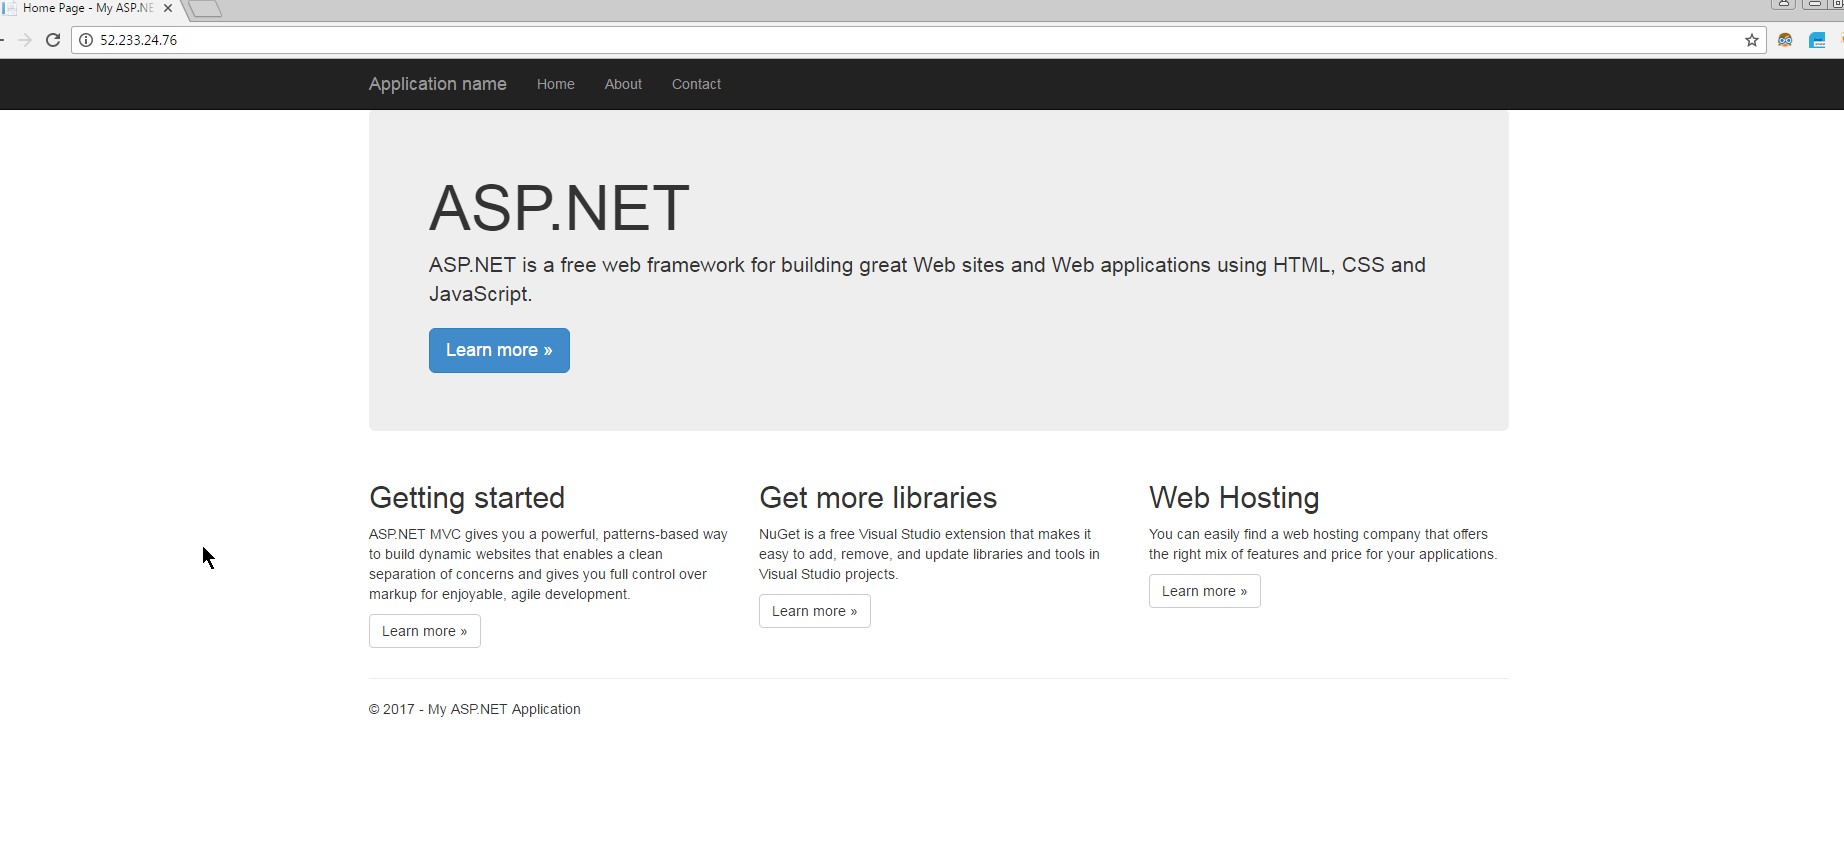 Home Page - My ASP.NE
52.233.24.76
Application name Home About Contact
ASP.NET
ASP.NET is a free web framework for building great Web sites and Web applications using HTML, CSS and
JavaScript.
Learn more »
Getting started
ASP.NET MVC gives you a powerful, patterns-based way
to build dynamic websites that enables a clean
separation of concerns and gives you full control over
markup for enjoyable, agile development.
Learn more »
Get more libraries
NuGet is a free Visual Studio extension that makes it
easy to add, remove, and update libraries and tools in
Visual Studio projects.
Learn more »
Web Hosting
You can easily find a web hosting company that offers
the right mix of features and price for your applications.
Learn more »
© 2017 - My ASP.NET Application